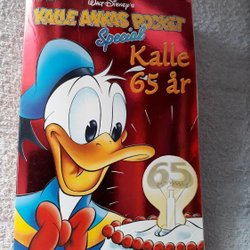 WALT DISNEY'S
KALLE ANKAS POCKET
Special
Kalle
65 år
65